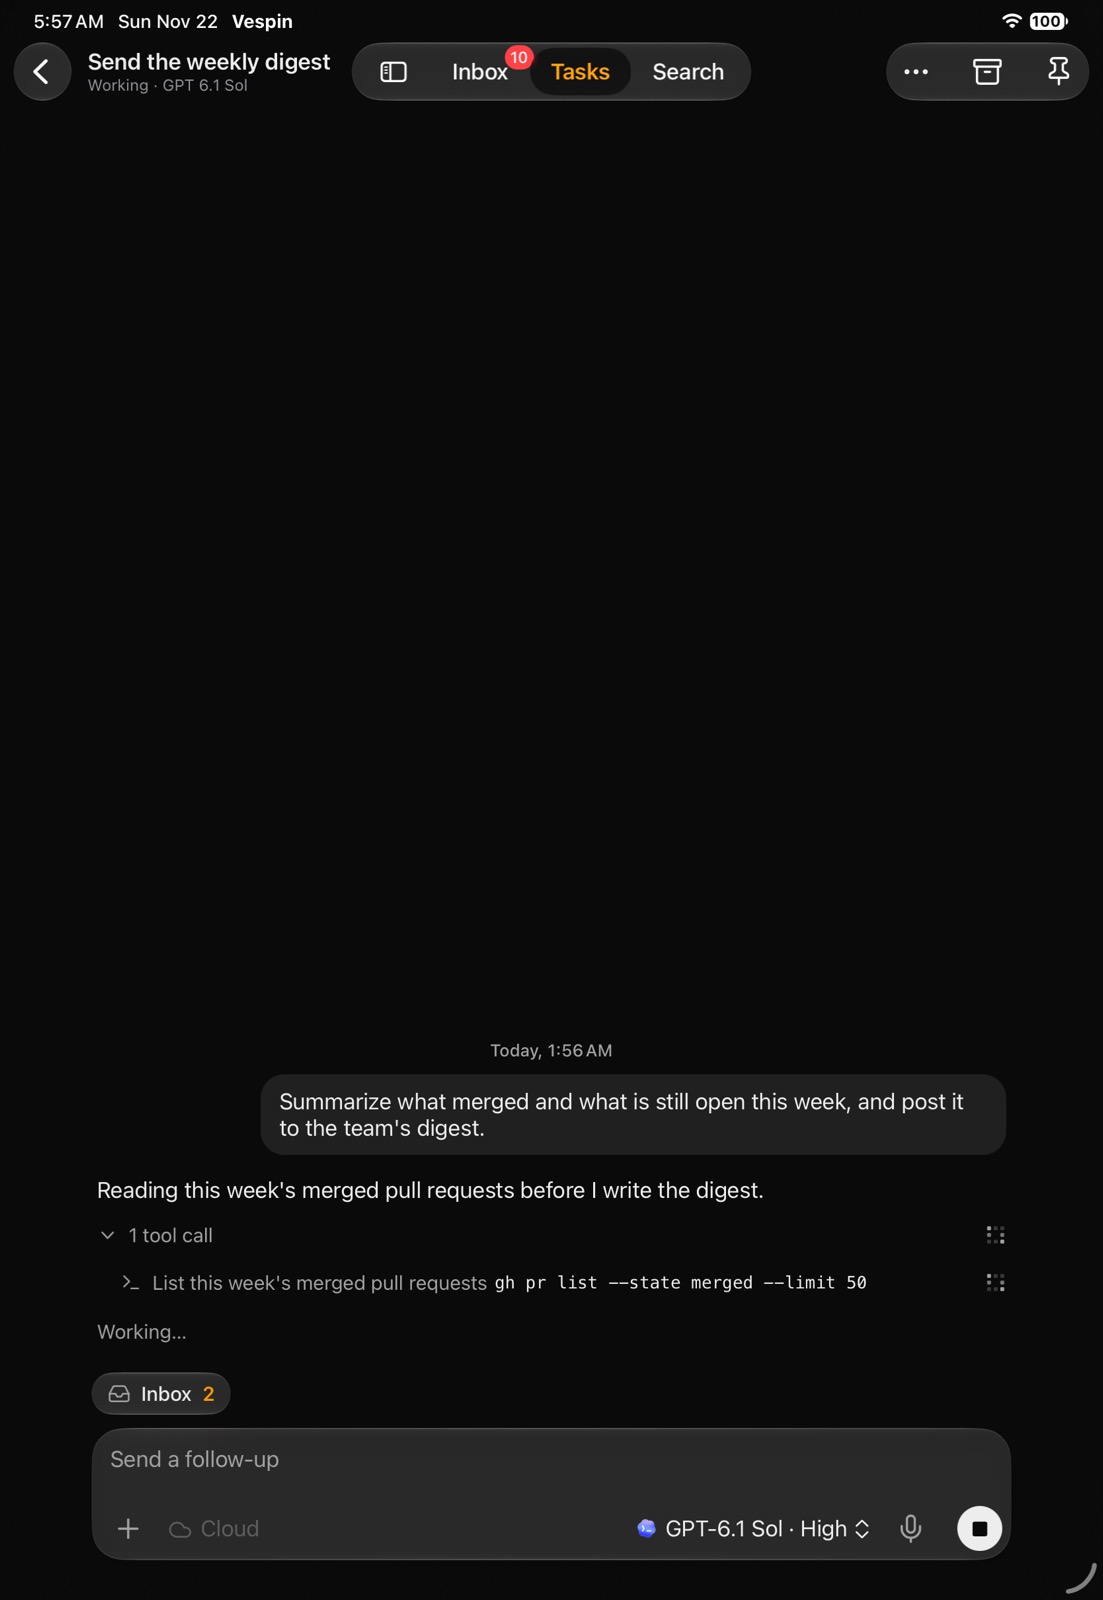 5:57 AM Sun Nov 22 Vespin
100
Send the weekly digest
Working · GPT 6.1 Sol
Inbox 10
Tasks
Search
Today, 1:56 AM
Summarize what merged and what is still open this week, and post it
to the team's digest.
Reading this week's merged pull requests before I write the digest.
1 tool call
List this week's merged pull requests gh pr list --state merged --limit 50
Working...
Inbox 2
Send a follow-up
Cloud
GPT-6.1 Sol · High